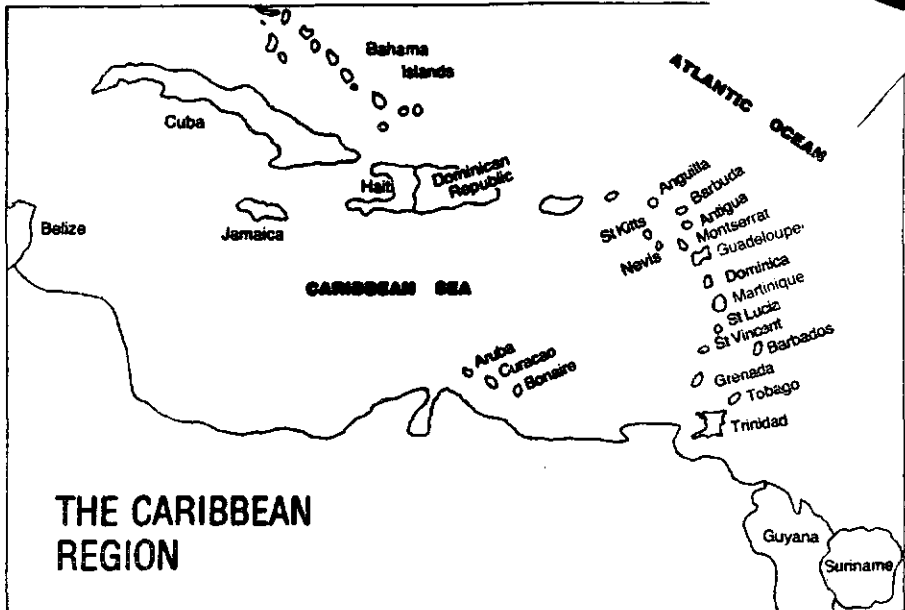 Bahama
Islands
ATLANTIC OCEAN
Cuba
Haiti
Dominican
Republic
Anguilla
Barbuda
St Kitts
Antigua
Belize
Jamaica
Montserrat
Nevis
Guadeloupe
CARIBBEAN SEA
Dominica
Martinique
St Lucia
St Vincent
Barbados
Aruba
Curacao
Bonaire
Grenada
Tobago
Trinidad
THE CARIBBEAN
REGION
Guyana
Suriname